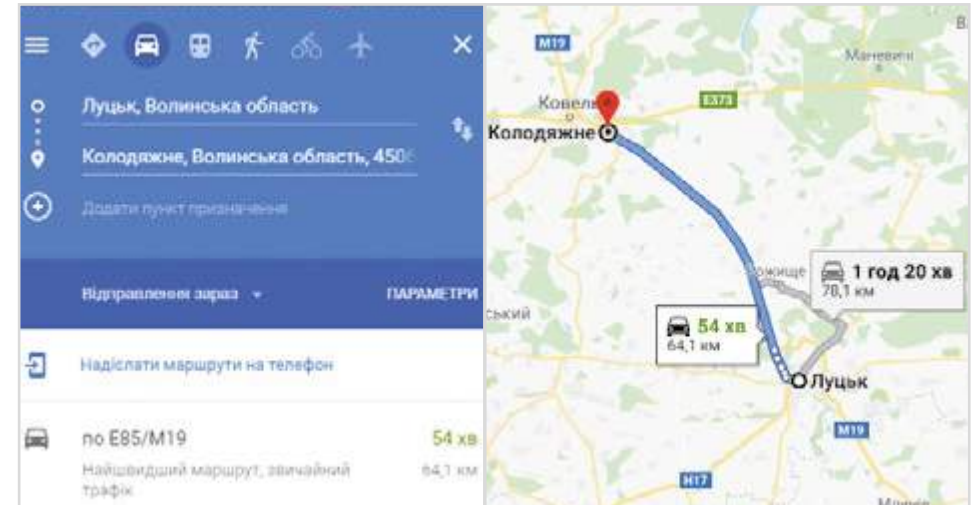 Луцьк, Волинська область
Колодяжне, Волинська область, 4506
Додати пункт призначення
Відправлення зараз
ПАРАМЕТРИ
Надіслати маршрути на телефон
по E85/M19
54 хв
Найшвидший маршрут, звичайний
64,1 км
трафік
M19
Маневичі
E373
Колодяжне
1 год 20 хв
78,1 км
ський
54 хв
64,1 км
Луцьк
M19
H17